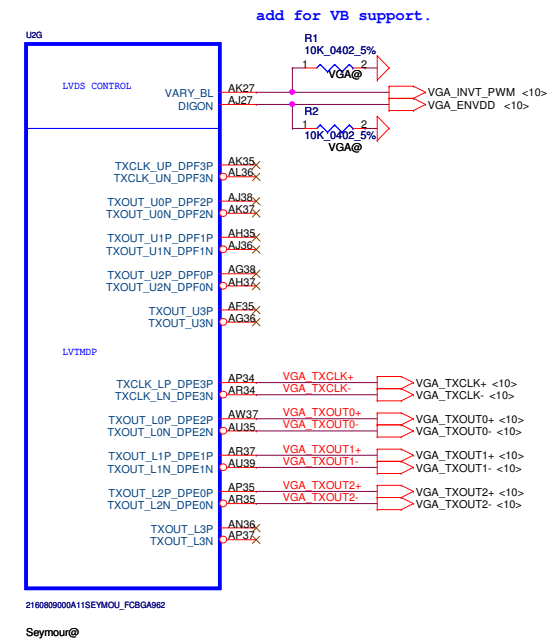 add for VB support.
U2G
R1
10K_0402_5%
1 2
VGA@
LVDS CONTROL
VARY_BL AK27 VGA_INVT_PWM <10>
DIGON AJ27 VGA_ENVDD <10>
R2
1 2
10K_0402_5%
VGA@
TXCLK_UP_DPF3P AK35
TXCLK_UN_DPF3N AL36
TXOUT_U0P_DPF2P AJ38
TXOUT_U0N_DPF2N AK37
TXOUT_U1P_DPF1P AH35
TXOUT_U1N_DPF1N AJ36
TXOUT_U2P_DPF0P AG38
TXOUT_U2N_DPF0N AH37
TXOUT_U3P AF35
TXOUT_U3N AG36
LVTMDP
TXCLK_LP_DPE3P AP34 VGA_TXCLK+ VGA_TXCLK+ <10>
TXCLK_LN_DPE3N AR34 VGA_TXCLK- VGA_TXCLK- <10>
TXOUT_L0P_DPE2P AW37 VGA_TXOUT0+ VGA_TXOUT0+ <10>
TXOUT_L0N_DPE2N AU35 VGA_TXOUT0- VGA_TXOUT0- <10>
TXOUT_L1P_DPE1P AR37 VGA_TXOUT1+ VGA_TXOUT1+ <10>
TXOUT_L1N_DPE1N AU39 VGA_TXOUT1- VGA_TXOUT1- <10>
TXOUT_L2P_DPE0P AP35 VGA_TXOUT2+ VGA_TXOUT2+ <10>
TXOUT_L2N_DPE0N AR35 VGA_TXOUT2- VGA_TXOUT2- <10>
TXOUT_L3P AN36
TXOUT_L3N AP37
2160809000A11SEYMOU_FCBGA962
Seymour@